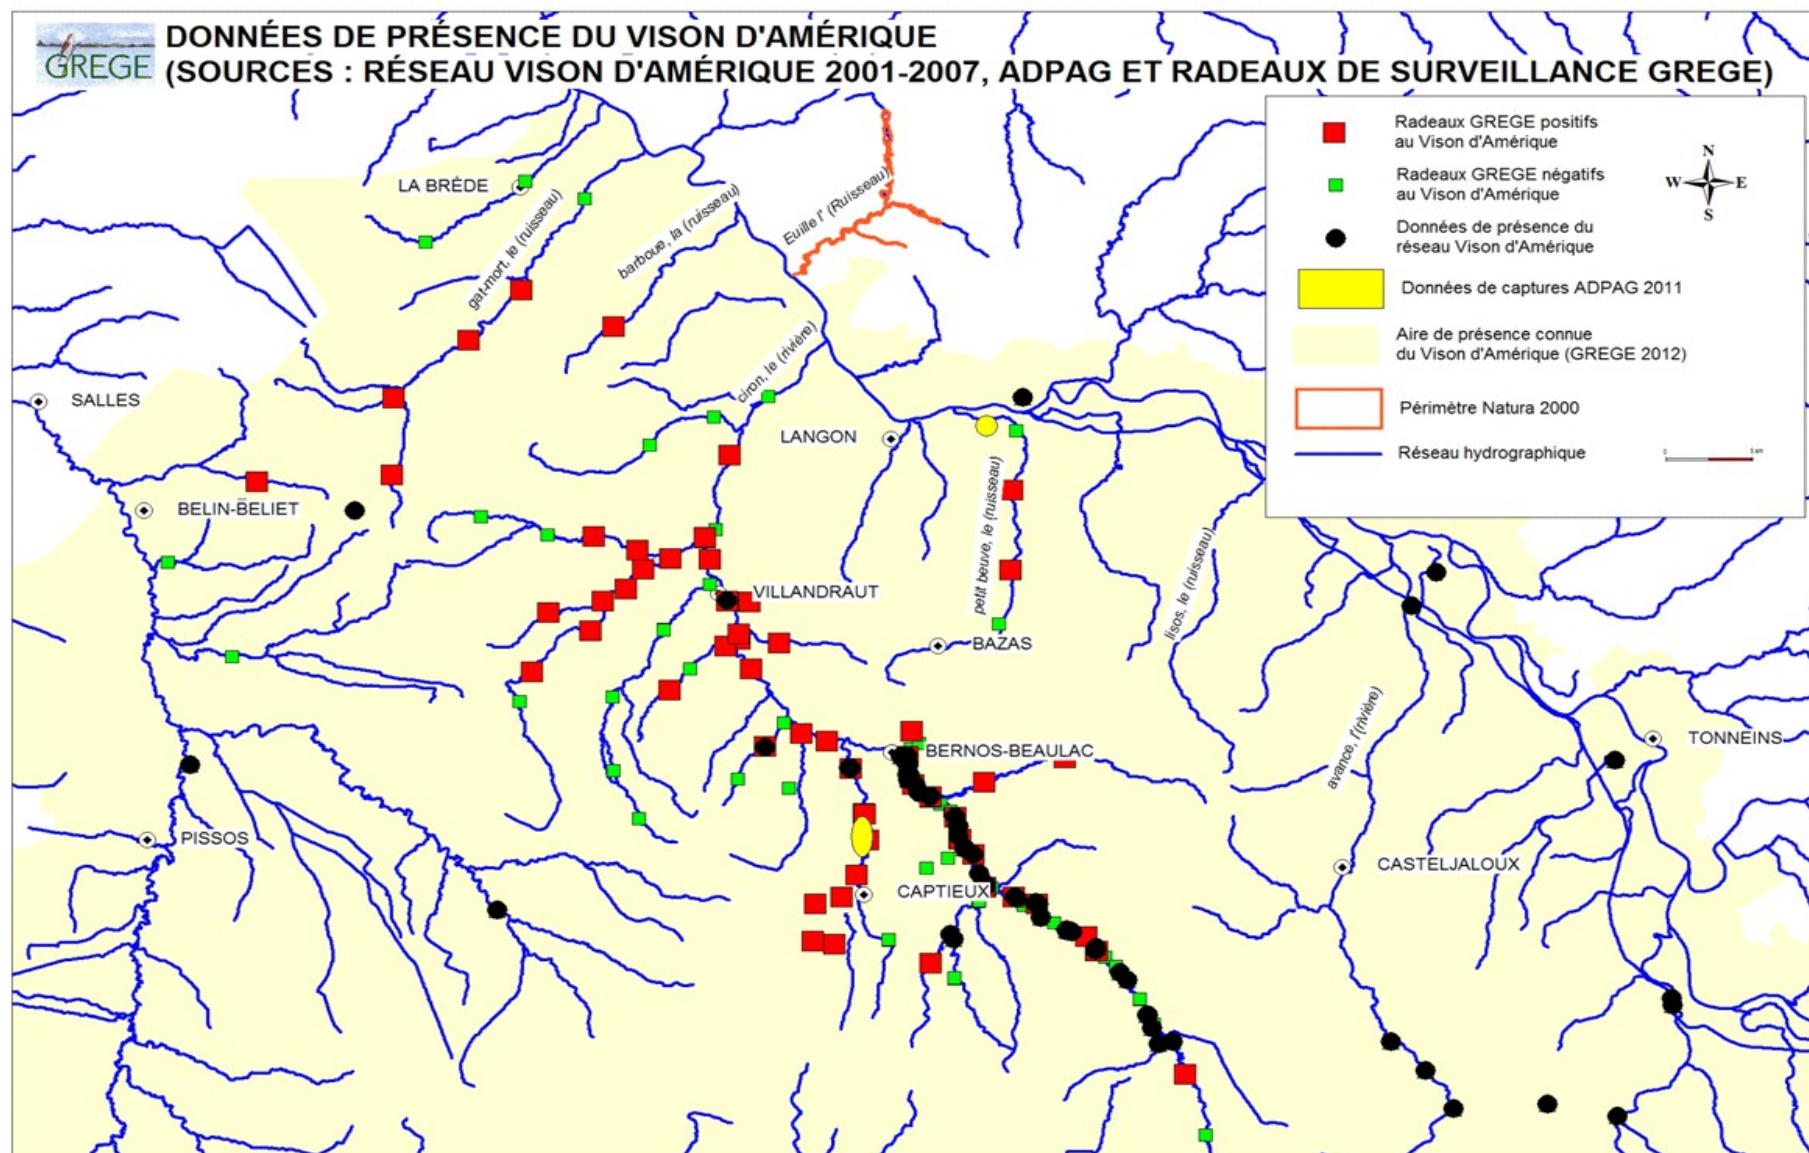 GREGE
DONNÉES DE PRÉSENCE DU VISON D'AMÉRIQUE
(SOURCES : RÉSEAU VISON D'AMÉRIQUE 2001-2007, ADPAG ET RADEAUX DE SURVEILLANCE GREGE)
Radeaux GREGE positifs
au Vison d'Amérique
Radeaux GREGE négatifs
au Vison d'Amérique
Données de présence du
réseau Vison d'Amérique
Données de captures ADPAG 2011
Aire de présence connue
du Vison d'Amérique (GREGE 2012)
Périmètre Natura 2000
Réseau hydrographique
N
W E
S
0 5 km
LA BRÈDE
gat-mort, le (ruisseau)
barboue, la (ruisseau)
Euille l' (Ruisseau)
ciron, le (rivière)
SALLES
LANGON
BELIN-BELIET
petit beuve, le (ruisseau)
lisos, le (ruisseau)
VILLANDRAUT
BAZAS
avance, l'(rivière)
BERNOS-BEAULAC
TONNEINS
PISSOS
CASTELJALOUX
CAPTIEUX